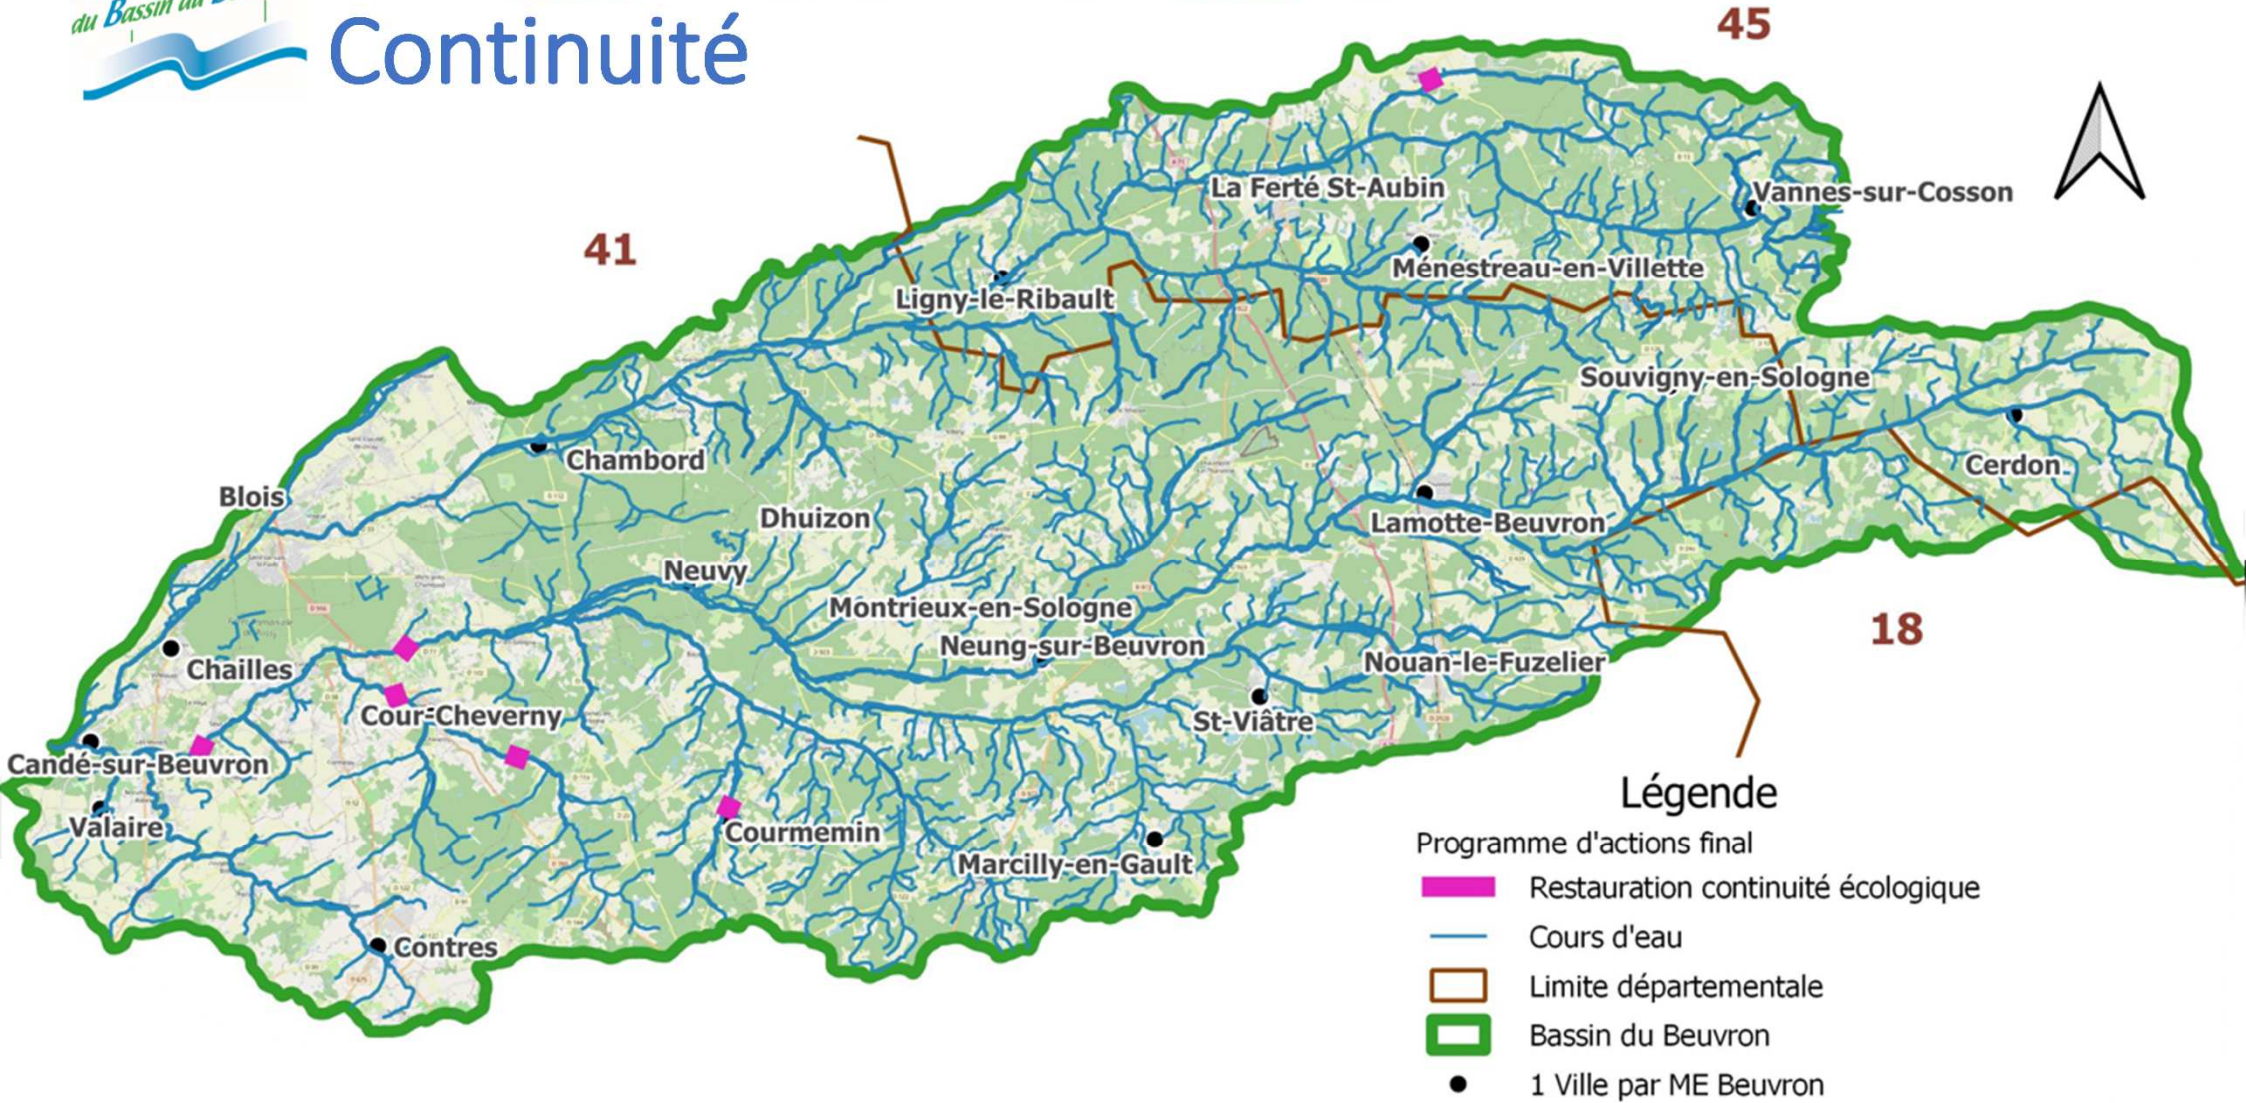 du Bassin du
Continuité
45
41
La Ferté St-Aubin
Vannes-sur-Cosson
Ménestreau-en-Villette
Ligny-le-Ribault
Souvigny-en-Sologne
Chambord
Cerdon
Blois
Dhuizon
Lamotte-Beuvron
Neuvy
Montrieux-en-Sologne
18
Neung-sur-Beuvron
Nouan-le-Fuzelier
Chailles
Cour-Cheverny
St-Viâtre
Candé-sur-Beuvron
Valaire
Courmemin
Marcilly-en-Gault
Contres
Légende
Programme d'actions final
Restauration continuité écologique
Cours d'eau
Limite départementale
Bassin du Beuvron
1 Ville par ME Beuvron